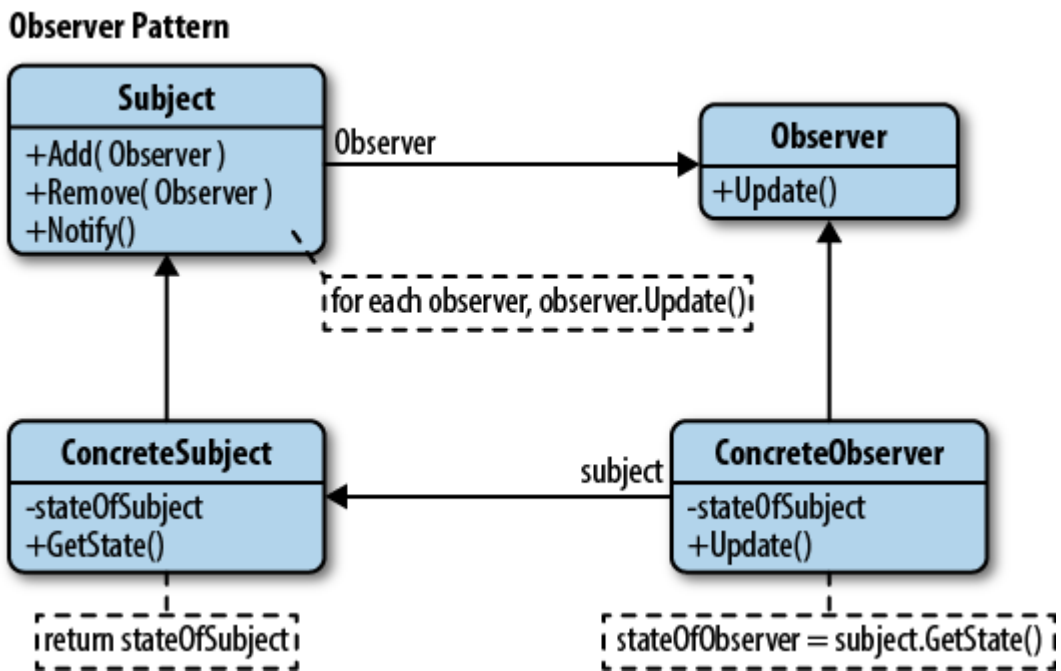 Observer Pattern
Subject
+Add( Observer )
+Remove( Observer )
+Notify()
Observer
Observer
+Update()
for each observer, observer.Update()
ConcreteSubject
-stateOfSubject
+GetState()
subject
ConcreteObserver
-stateOfSubject
+Update()
return stateOfSubject
stateOfObserver = subject.GetState()